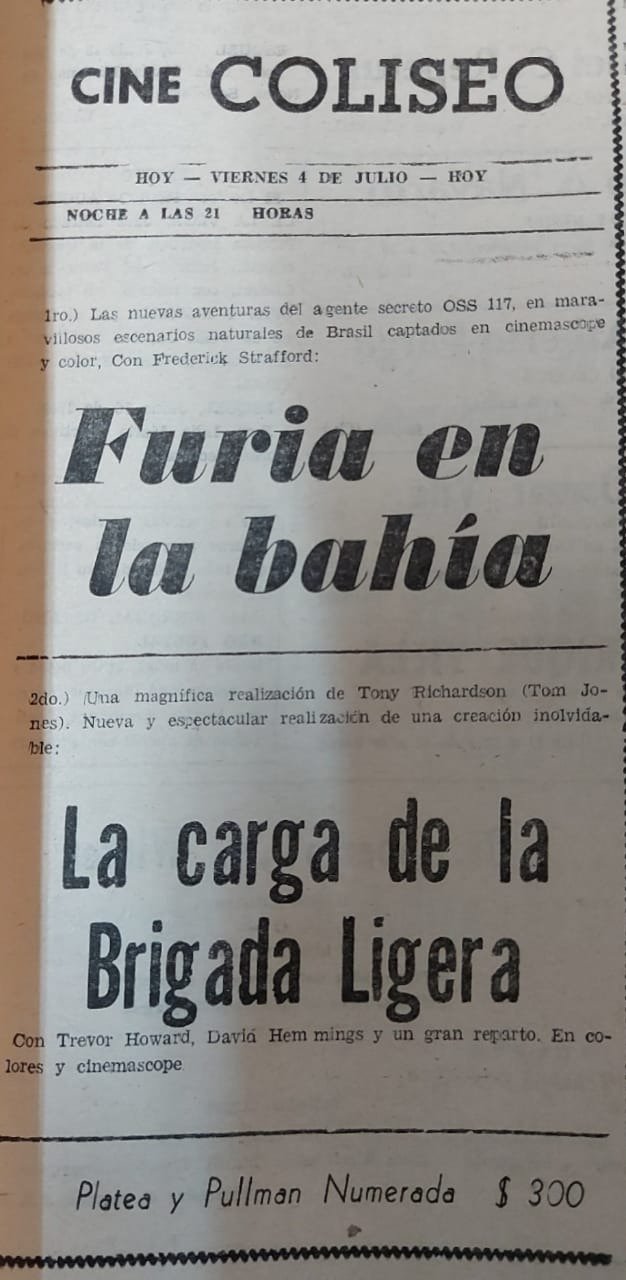 CINE COLISEO
HOY — VIERNES 4 DE JULIO — HOY
NOCHE A LAS 21 HORAS
1ro.) Las nuevas aventuras del agente secreto OSS 117, en mara-
villosos escenarios naturales de Brasil captados en cinemascope
y color, Con Frederick Strafford:
Furia en
la bahía
2do.) Una magnífica realización de Tony Richardson (Tom Jo-
nes). Nueva y espectacular realización de una creación inolvida-
ble:
La carga de la
Brigada Ligera
Con Trevor Howard, David Hem mings y un gran reparto. En co-
lores y cinemascope
Platea y Pullman Numerada $ 300